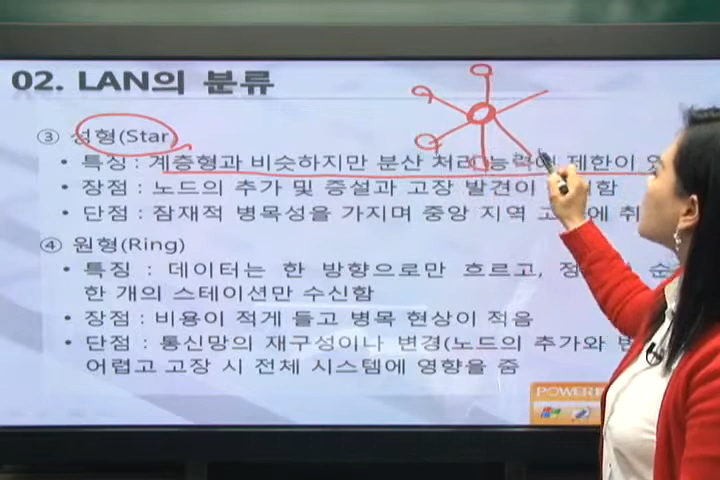 02. LAN의 분류
③ 성형(Star)
• 특징 : 계층형과 비슷하지만 분산 처리 능력이 제한이
• 장점 : 노드의 추가 및 증설과 고장 발견이
• 단점 : 잠재적 병목성을 가지며 중앙 지역
④ 원형(Ring)
• 특징 : 데이터는 한 방향으로만 흐르고,
한 개의 스테이션만 수신함
• 장점 : 비용이 적게 들고 병목 현상이 적음
• 단점 : 통신망의 재구성이나 변경(노드의 추가와
어렵고 고장 시 전체 시스템에 영향을 줌